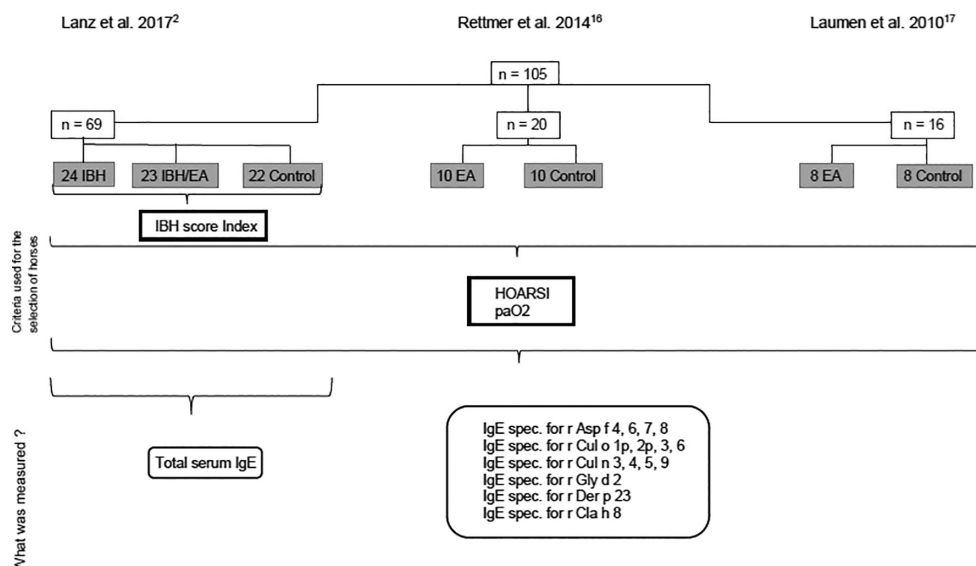 Lanz et al. 2017²
Rettmer et al. 2014¹⁶
Laumen et al. 2010¹⁷
n = 105
n = 69
n = 20
n = 16
24 IBH
23 IBH/EA
22 Control
10 EA
10 Control
8 EA
8 Control
IBH score Index
Criteria used for the
selection of horses
HOARSI
paO2
What was measured ?
Total serum IgE
IgE spec. for r Asp f 4, 6, 7, 8
IgE spec. for r Cul o 1p, 2p, 3, 6
IgE spec. for r Cul n 3, 4, 5, 9
IgE spec. for r Gly d 2
IgE spec. for r Der p 23
IgE spec. for r Cla h 8